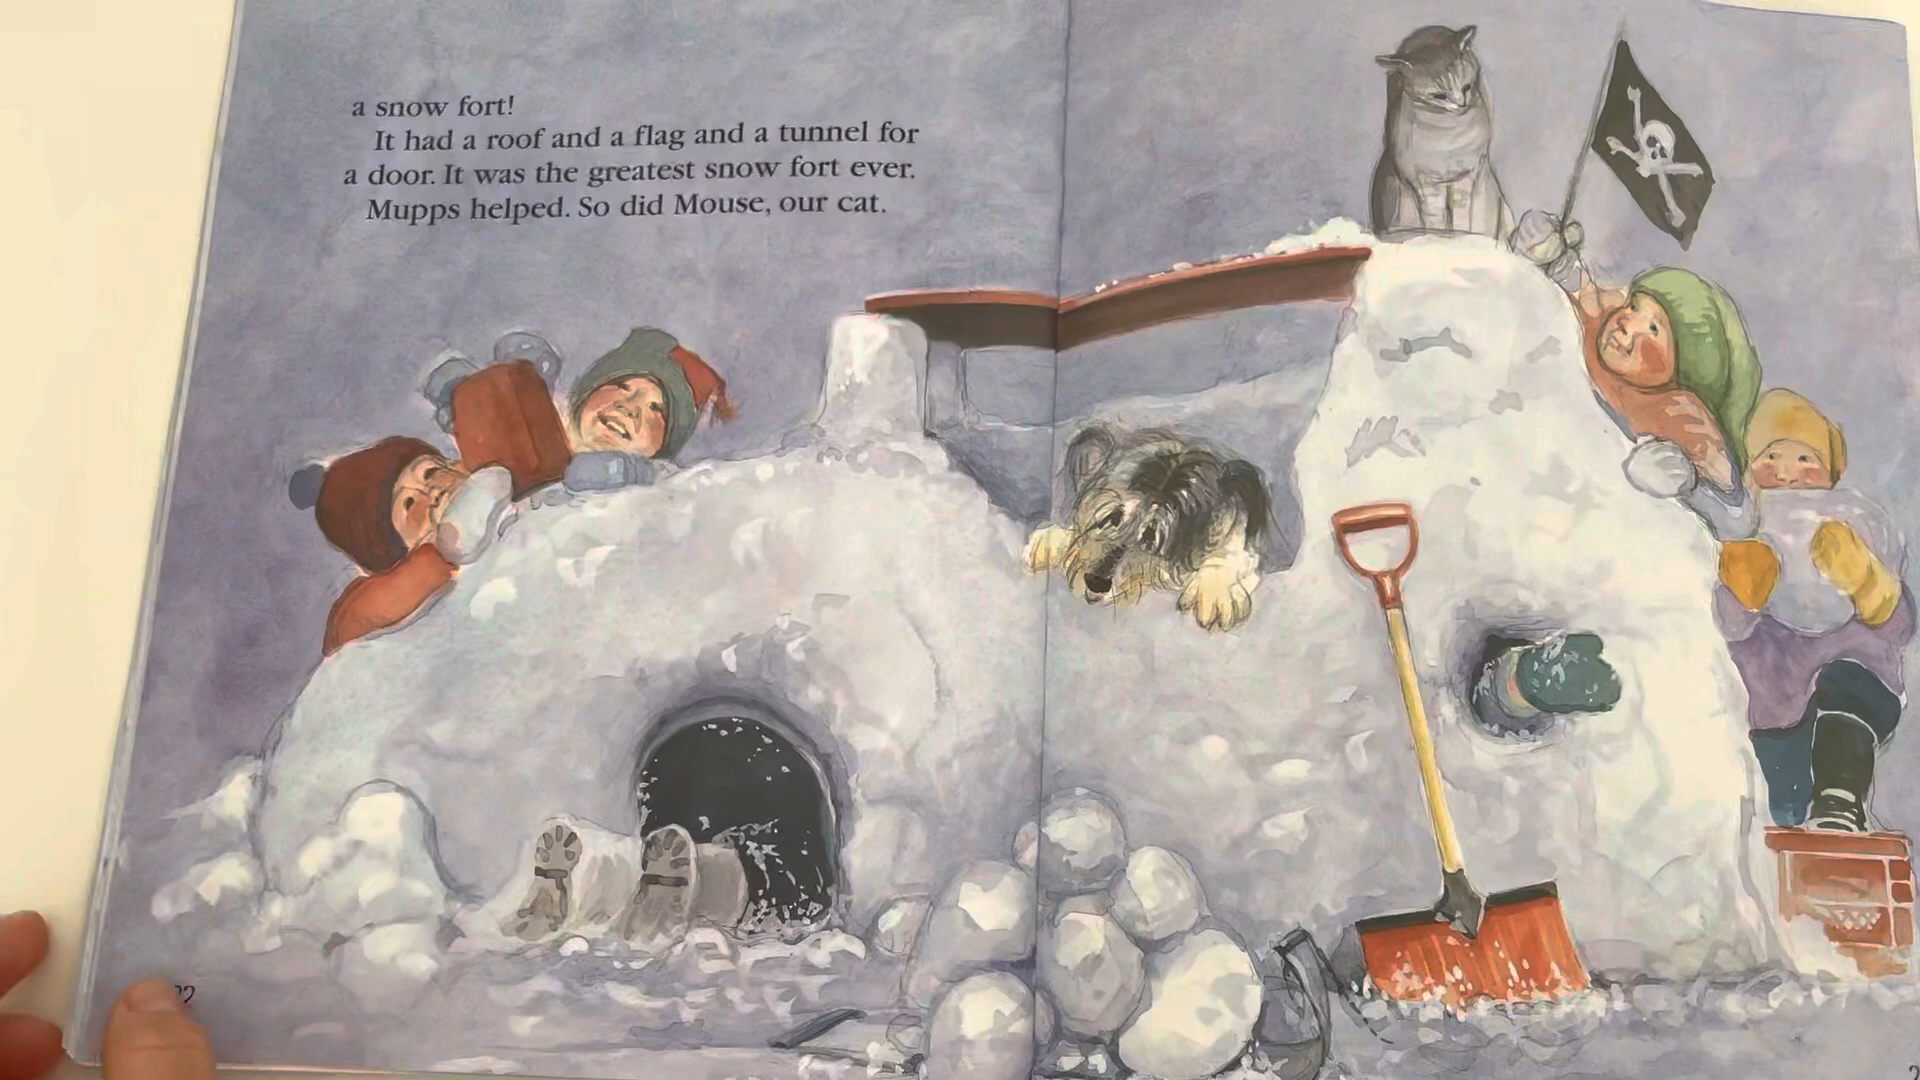 a snow fort!
It had a roof and a flag and a tunnel for
a door. It was the greatest snow fort ever.
Mupps helped. So did Mouse, our cat.